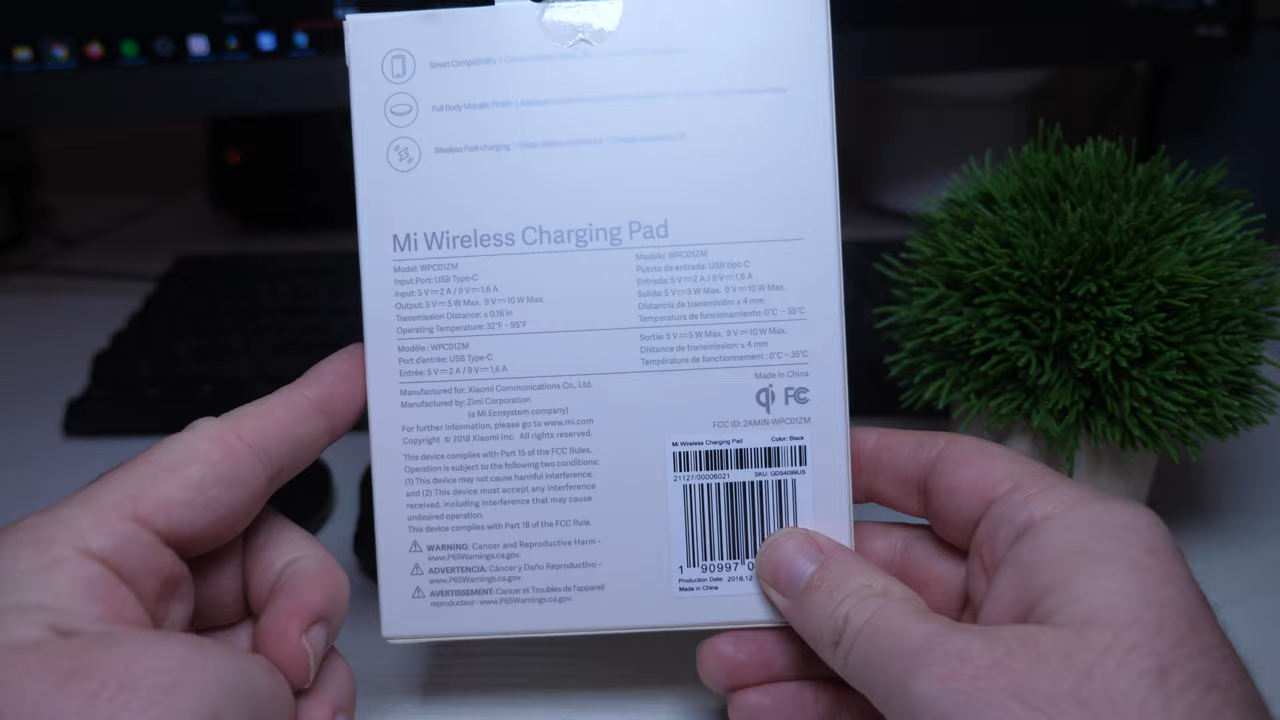 Smart Compatibility |
Full Body Metallic Finish |
Wireless Fast-charging |
Mi Wireless Charging Pad
Model: WPC01ZM
Input Port: USB Type-C
Input: 5 V⎓2 A / 9 V⎓1,6 A
Output: 5 V⎓5 W Max. 9 V⎓10 W Max.
Transmission Distance: ≤ 0.16 in
Operating Temperature: 32°F ~ 95°F
Modelo: WPC01ZM
Puerto de entrada: USB tipo C
Entrada: 5 V⎓2 A / 9 V⎓1,6 A
Salida: 5 V⎓5 W Max. 9 V⎓10 W Max.
Distancia de transmisión: ≤ 4 mm
Temperatura de funcionamiento: 0°C ~ 35°C
Modèle : WPC01ZM
Port d'entrée: USB Type-C
Entrée: 5 V⎓2 A / 9 V⎓1,6 A
Sortie: 5 V⎓5 W Max. 9 V⎓10 W Max.
Distance de transmission: ≤ 4 mm
Température de fonctionnement : 0°C ~ 35°C
Manufactured for: Xiaomi Communications Co., Ltd.
Manufactured by: Zimi Corporation
(a Mi Ecosystem company)
For further information, please go to www.mi.com
Copyright © 2018 Xiaomi Inc. All rights reserved.
This device complies with Part 15 of the FCC Rules.
Operation is subject to the following two conditions:
(1) This device may not cause harmful interference,
and (2) This device must accept any interference
received, including interference that may cause
undesired operation.
This device complies with Part 18 of the FCC Rule.
WARNING: Cancer and Reproductive Harm -
www.P65Warnings.ca.gov.
ADVERTENCIA: Cáncer y Daño Reproductivo -
www.P65Warnings.ca.gov.
AVERTISSEMENT: Cancer et Troubles de l'appareil
reproducteur - www.P65Warnings.ca.gov.
Made in China
qi FC
FCC ID: 2AMIN-WPC01ZM
Mi Wireless Charging Pad Color: Black
21127/00006021 SKU: GDS4099US
1 90997 0
Production Date: 2018.12
Made in China